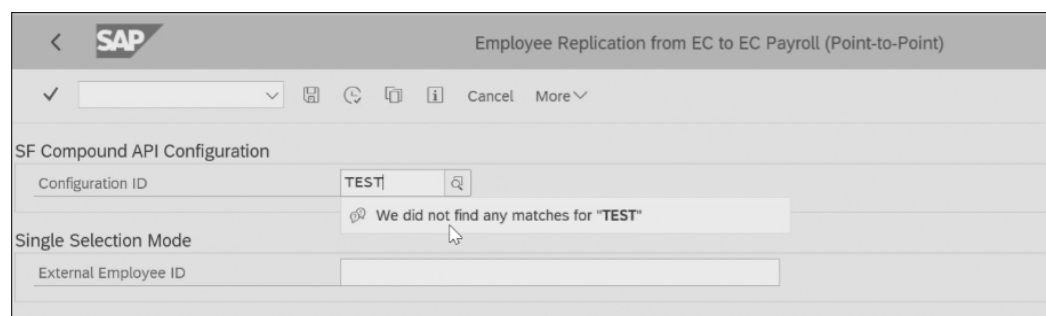 SAP Employee Replication from EC to EC Payroll (Point-to-Point)
Cancel More
SF Compound API Configuration
Configuration ID TEST
We did not find any matches for "TEST"
Single Selection Mode
External Employee ID